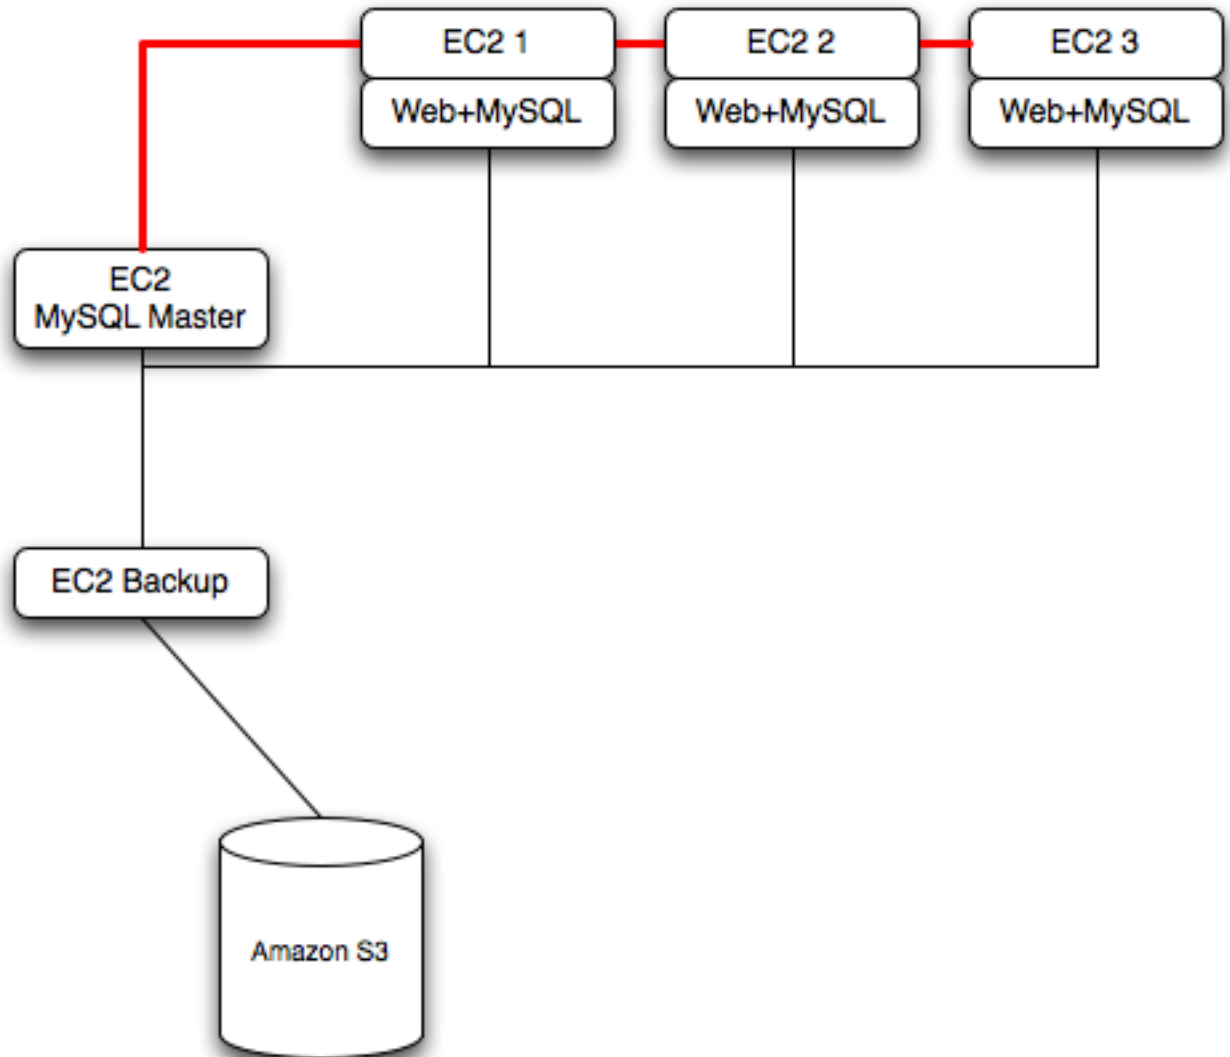 EC2 1
EC2 2
EC2 3
Web+MySQL
Web+MySQL
Web+MySQL
EC2
MySQL Master
EC2 Backup
Amazon S3